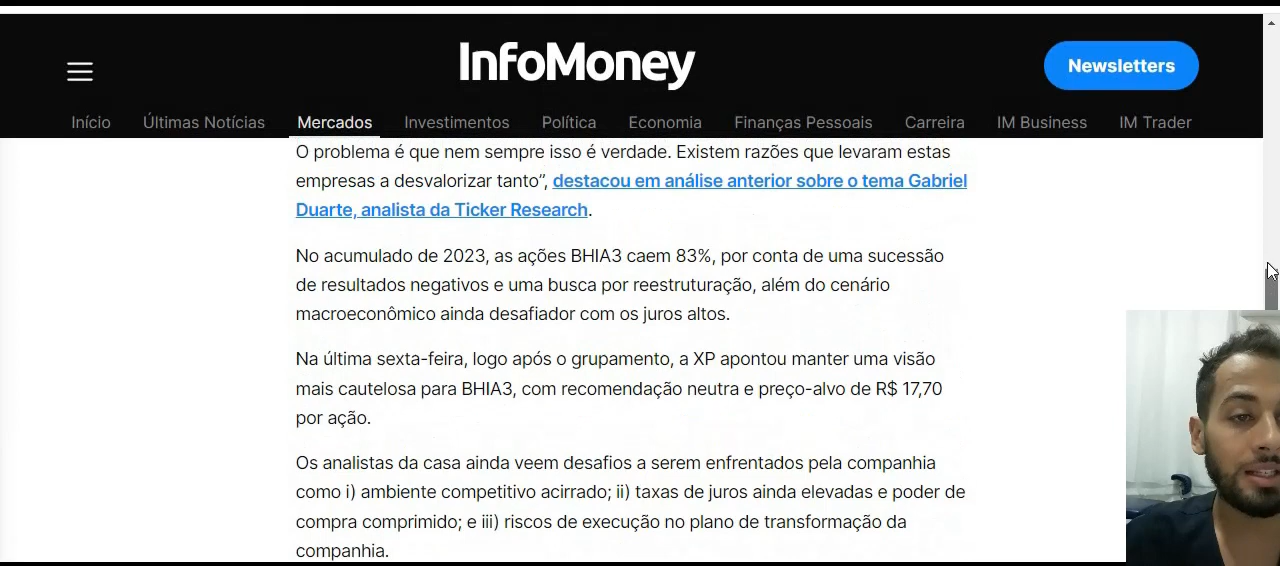 InfoMoney
Newsletters
Início Últimas Notícias Mercados Investimentos Política Economia Finanças Pessoais Carreira IM Business IM Trader
O problema é que nem sempre isso é verdade. Existem razões que levaram estas
empresas a desvalorizar tanto”, destacou em análise anterior sobre o tema Gabriel
Duarte, analista da Ticker Research.
No acumulado de 2023, as ações BHIA3 caem 83%, por conta de uma sucessão
de resultados negativos e uma busca por reestruturação, além do cenário
macroeconômico ainda desafiador com os juros altos.
Na última sexta-feira, logo após o grupamento, a XP apontou manter uma visão
mais cautelosa para BHIA3, com recomendação neutra e preço-alvo de R$ 17,70
por ação.
Os analistas da casa ainda veem desafios a serem enfrentados pela companhia
como i) ambiente competitivo acirrado; ii) taxas de juros ainda elevadas e poder de
compra comprimido; e iii) riscos de execução no plano de transformação da
companhia.